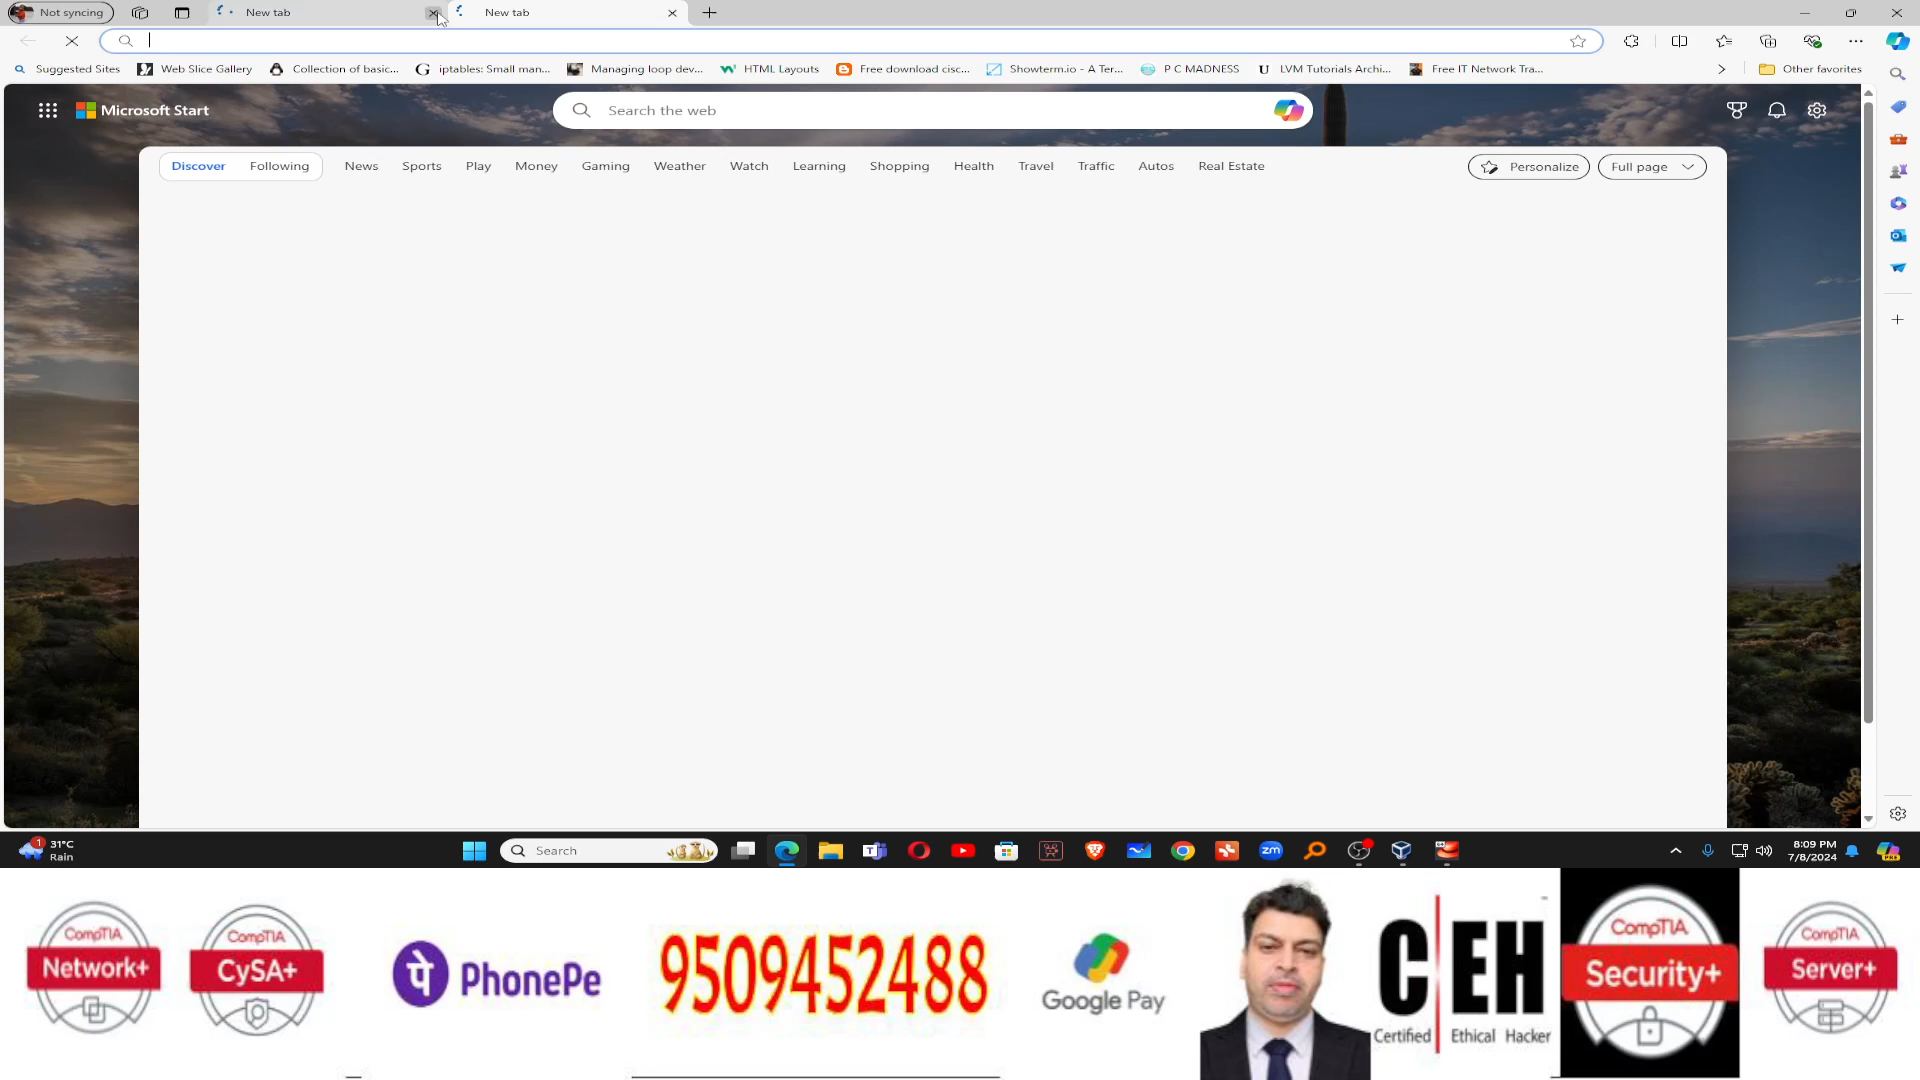 Not syncing
New tab
New tab
Suggested Sites
Web Slice Gallery
Collection of basic...
iptables: Small man...
Managing loop dev...
HTML Layouts
Free download cisc...
Showterm.io - A Ter...
P C MADNESS
LVM Tutorials Archi...
Free IT Network Tra...
Other favorites
Microsoft Start
Search the web
Discover
Following
News
Sports
Play
Money
Gaming
Weather
Watch
Learning
Shopping
Health
Travel
Traffic
Autos
Real Estate
Personalize
Full page
1
31°C
Rain
Search
zm
8:09 PM
7/8/2024
CompTIA
Network+
CompTIA
CySA+
पे
PhonePe
9509452488
Google Pay
C|EH
Certified Ethical Hacker
CompTIA
Security+
CompTIA
Server+